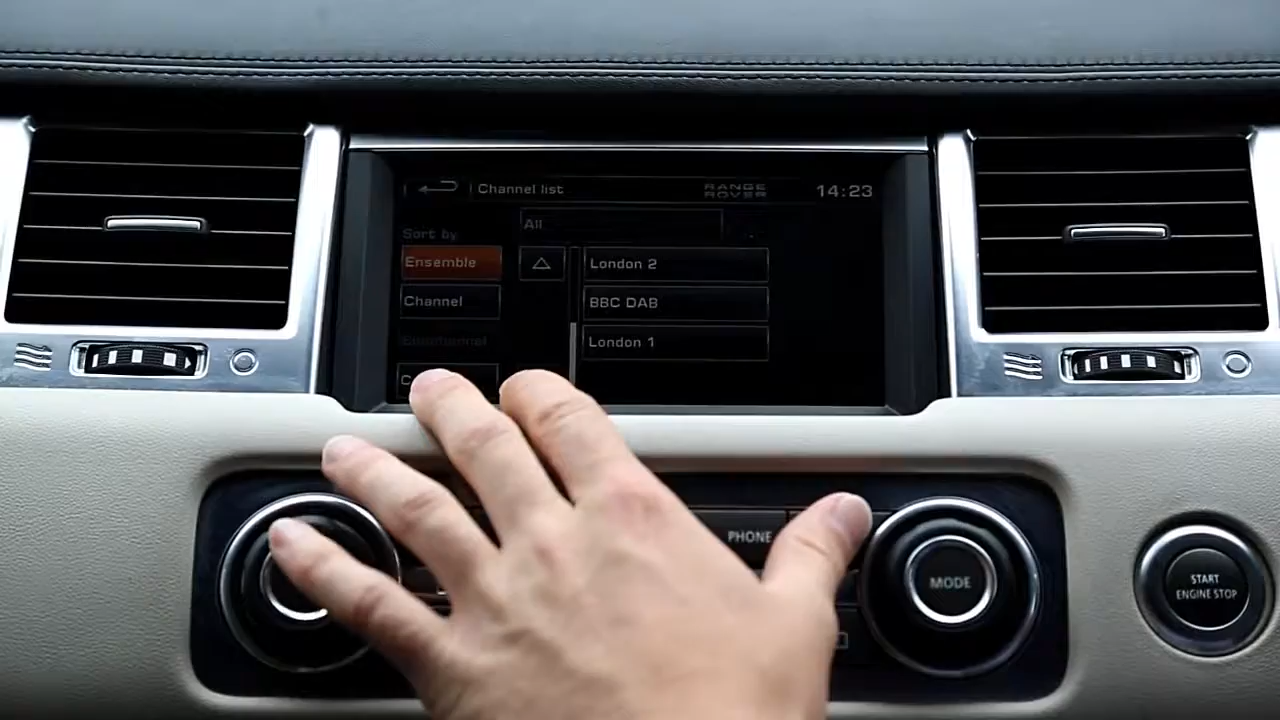 Channel list
RANGE ROVER
14:23
All
Sort by
Ensemble
London 2
Channel
BBC DAB
London 1
PHONE
MODE
START
ENGINE STOP